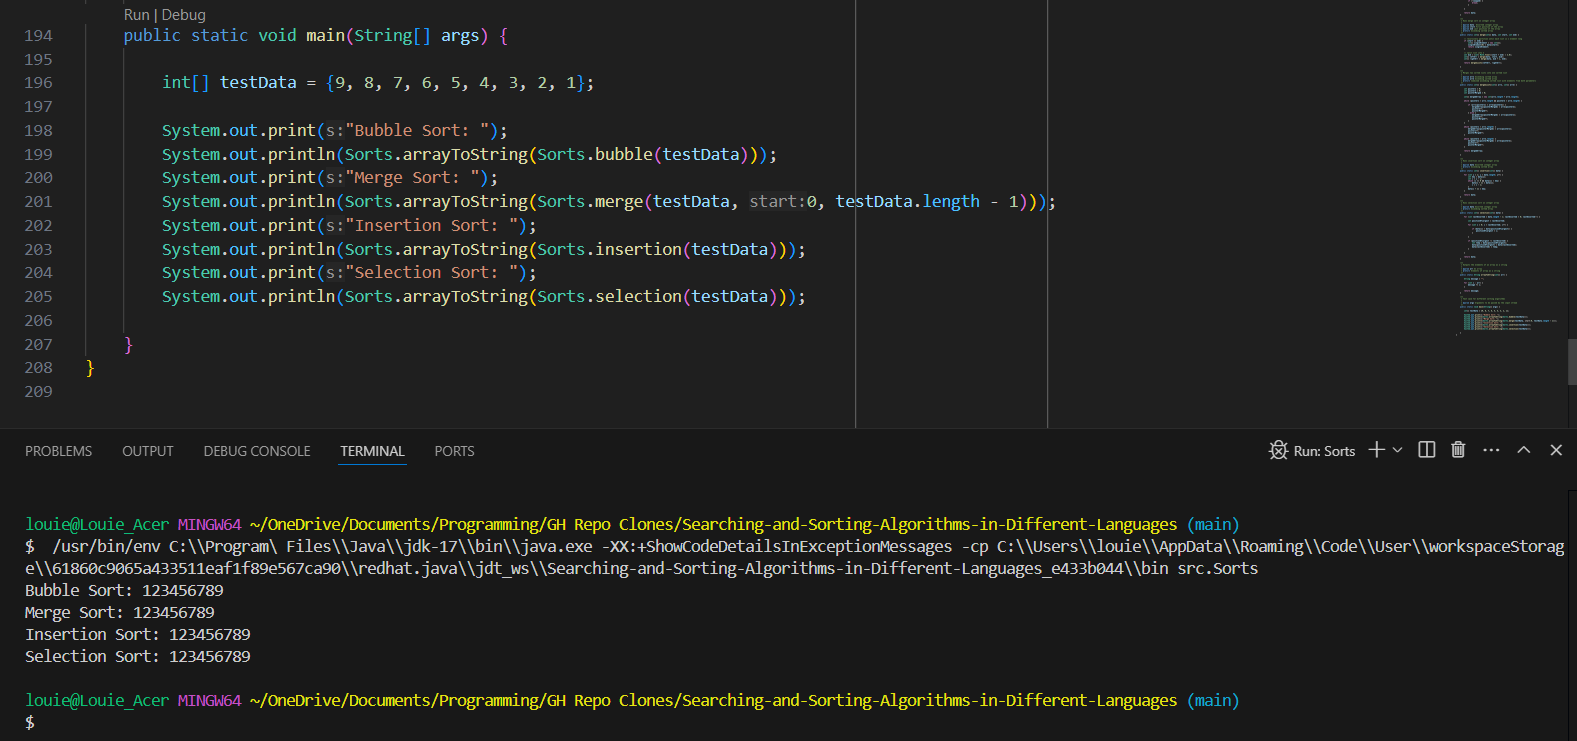 Run | Debug
194 public static void main(String[] args) {
195
196 int[] testData = {9, 8, 7, 6, 5, 4, 3, 2, 1};
197
198 System.out.print(s:"Bubble Sort: ");
199 System.out.println(Sorts.arrayToString(Sorts.bubble(testData)));
200 System.out.print(s:"Merge Sort: ");
201 System.out.println(Sorts.arrayToString(Sorts.merge(testData, start:0, testData.length - 1)));
202 System.out.print(s:"Insertion Sort: ");
203 System.out.println(Sorts.arrayToString(Sorts.insertion(testData)));
204 System.out.print(s:"Selection Sort: ");
205 System.out.println(Sorts.arrayToString(Sorts.selection(testData)));
206
207 }
208 }
209
PROBLEMS OUTPUT DEBUG CONSOLE TERMINAL PORTS Run: Sorts
louie@Louie_Acer MINGW64 ~/OneDrive/Documents/Programming/GH Repo Clones/Searching-and-Sorting-Algorithms-in-Different-Languages (main)
$ /usr/bin/env C:\\Program\ Files\\Java\\jdk-17\\bin\\java.exe -XX:+ShowCodeDetailsInExceptionMessages -cp C:\\Users\\louie\\AppData\\Roaming\\Code\\User\\workspaceStorag
e\\61860c9065a433511eaf1f89e567ca90\\redhat.java\\jdt_ws\\Searching-and-Sorting-Algorithms-in-Different-Languages_e433b044\\bin src.Sorts
Bubble Sort: 123456789
Merge Sort: 123456789
Insertion Sort: 123456789
Selection Sort: 123456789
louie@Louie_Acer MINGW64 ~/OneDrive/Documents/Programming/GH Repo Clones/Searching-and-Sorting-Algorithms-in-Different-Languages (main)
$